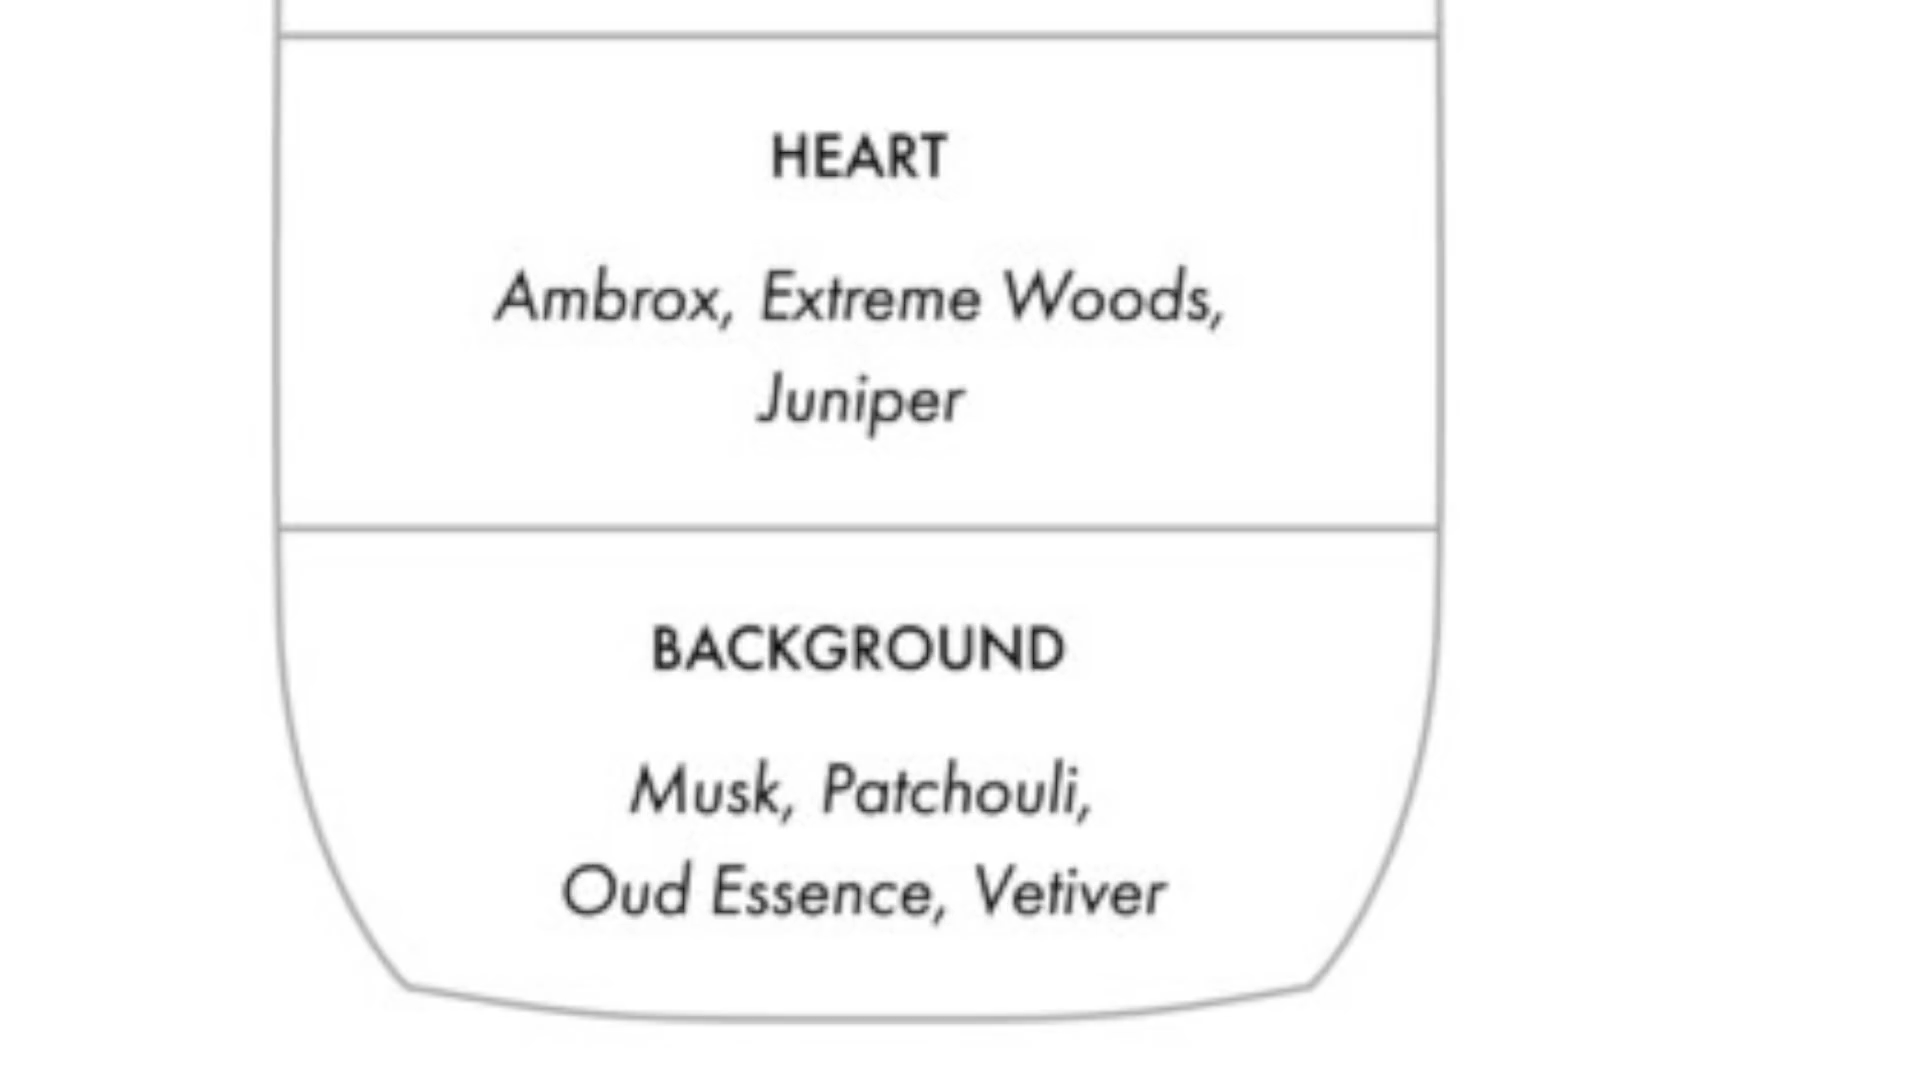 HEART
Ambrox, Extreme Woods,
Juniper
BACKGROUND
Musk, Patchouli,
Oud Essence, Vetiver